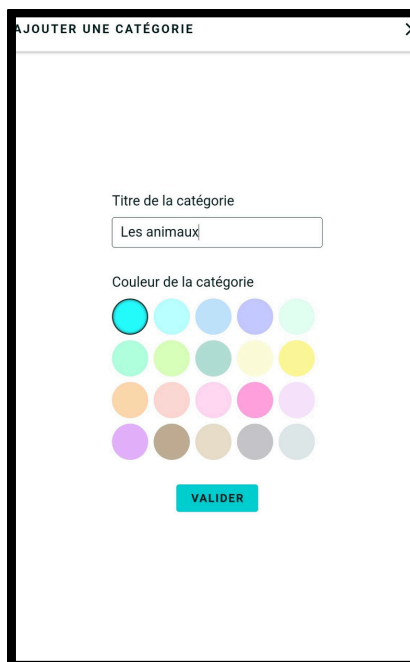 AJOUTER UNE CATÉGORIE
Titre de la catégorie
Les animaux
Couleur de la catégorie
VALIDER